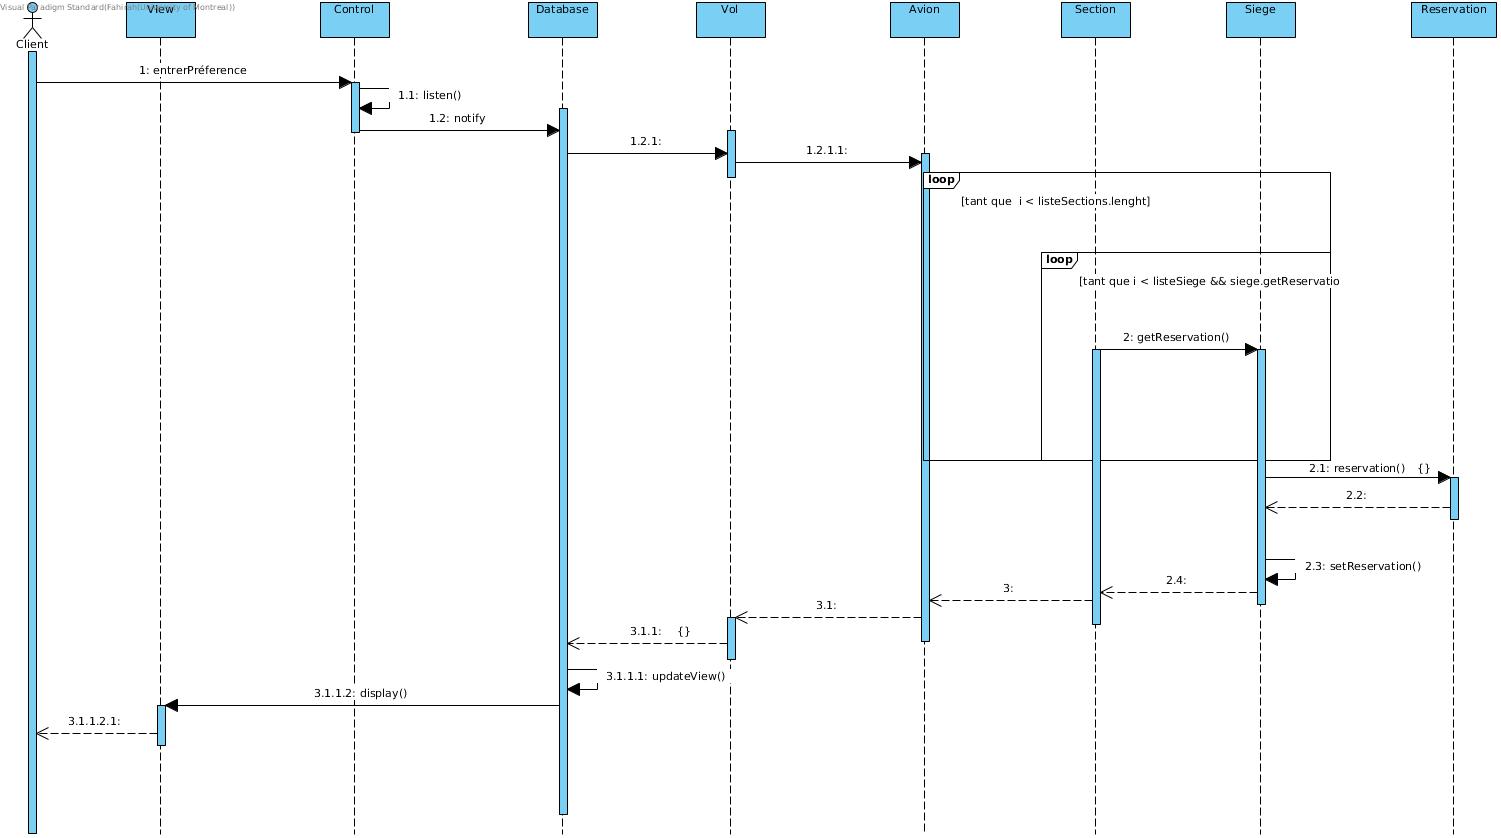 Visual Paradigm Standard(Fahinah(University of Montreal))
Client
View
Control
Database
Vol
Avion
Section
Siege
Reservation
1: entrerPréference
1.1: listen()
1.2: notify
1.2.1:
1.2.1.1:
loop
[tant que i < listeSections.lenght]
loop
[tant que i < listeSiege && siege.getReservatio
2: getReservation()
2.1: reservation() {}
2.2:
2.3: setReservation()
2.4:
3:
3.1:
3.1.1: {}
3.1.1.1: updateView()
3.1.1.2: display()
3.1.1.2.1: